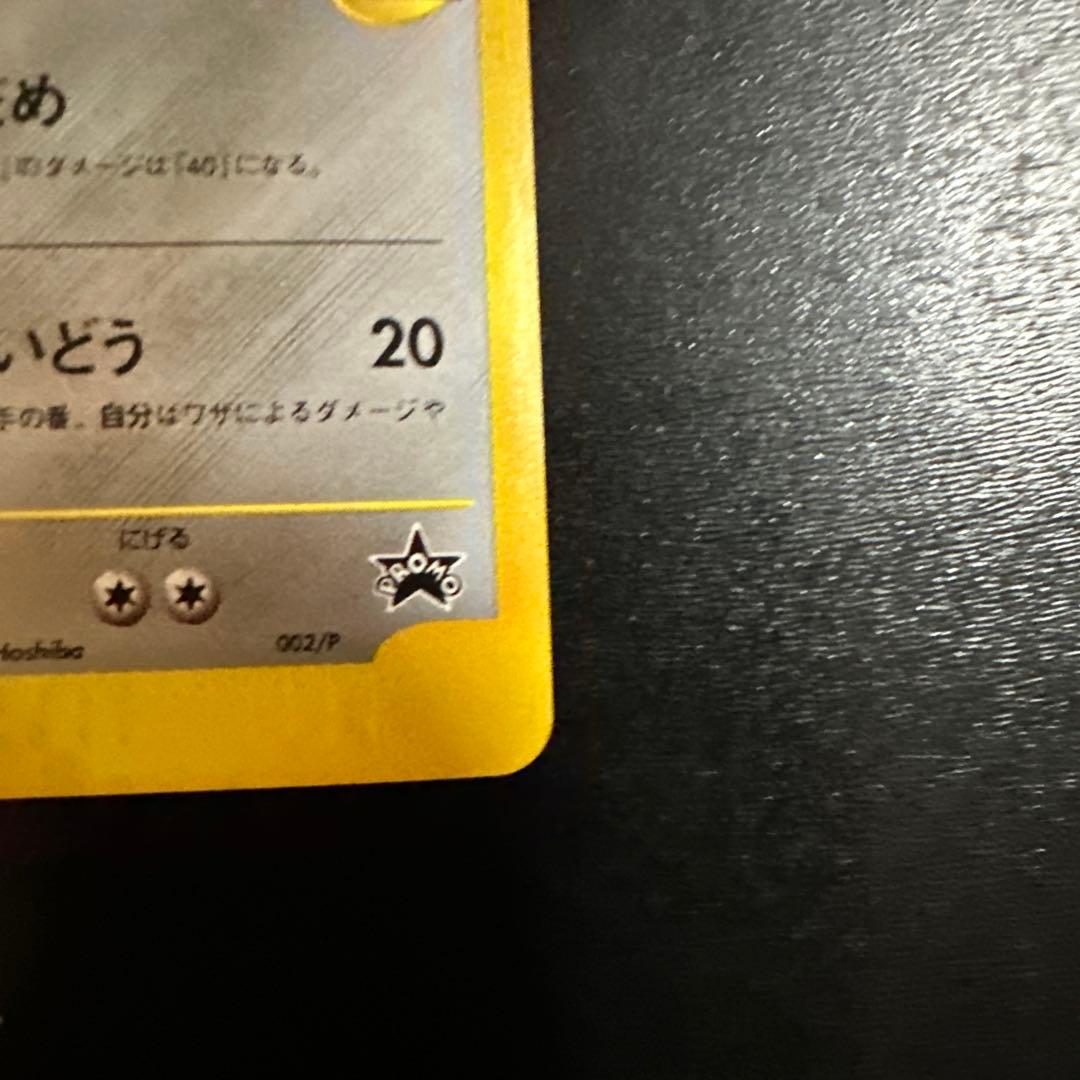 め
ダメージは「40」になる。
いどう 20
手の番、自分はワザによるダメージや
にげる
PROMO
Hoshiba 002/P